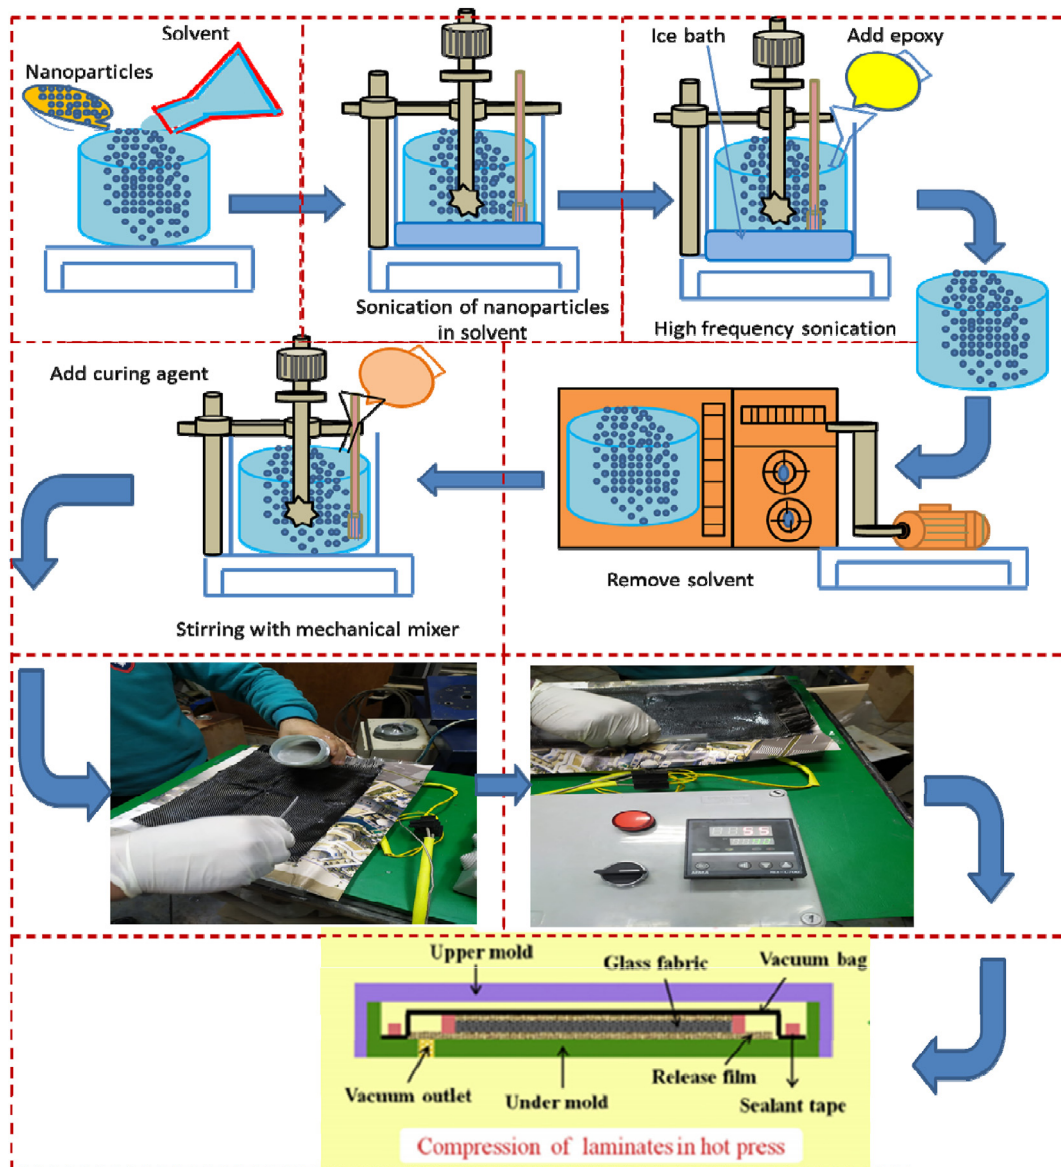 Solvent
Nanoparticles
Ice bath
Add epoxy
Sonication of nanoparticles
in solvent
High frequency sonication
Add curing agent
Remove solvent
Stirring with mechanical mixer
Upper mold
Glass fabric
Vacuum bag
Vacuum outlet
Under mold
Release film
Sealant tape
Compression of laminates in hot press